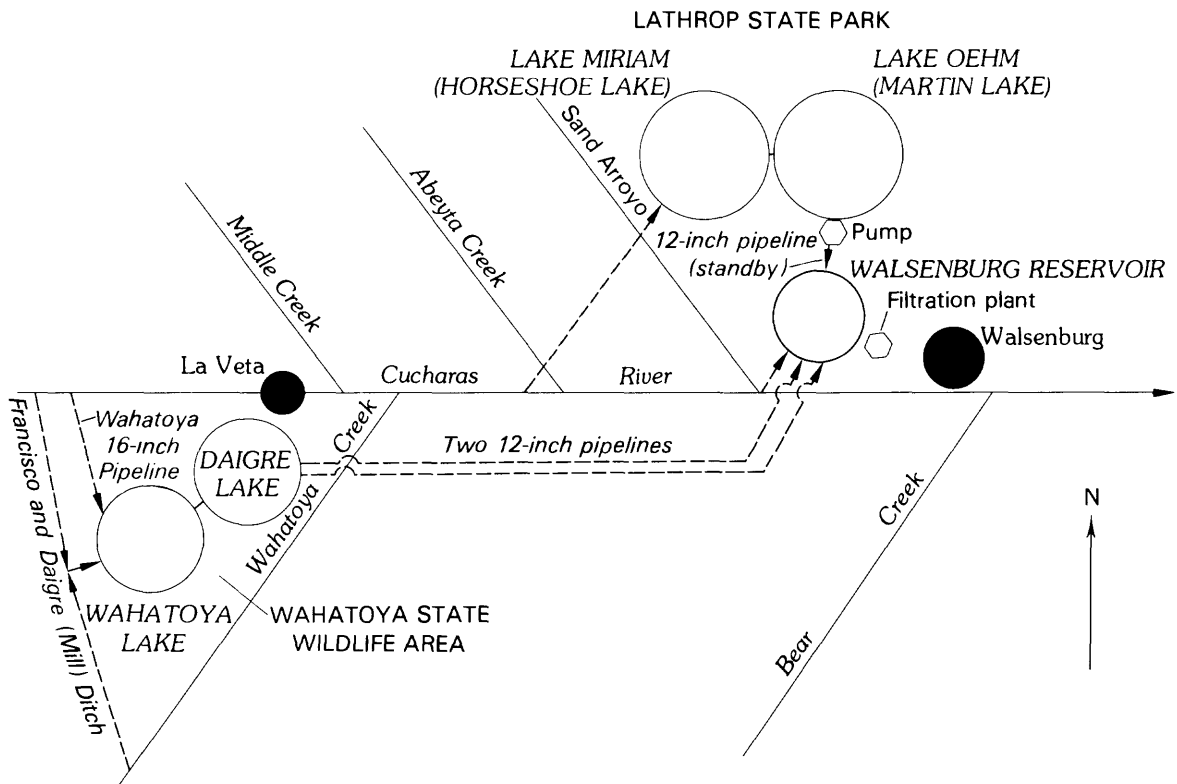 LATHROP STATE PARK
LAKE MIRIAM
(HORSESHOE LAKE)
LAKE OEHM
(MARTIN LAKE)
Sand Arroyo
Abeyta Creek
Middle Creek
12-inch pipeline
(standby)
Pump
WALSENBURG RESERVOIR
Filtration plant
Walsenburg
La Veta
Cucharas
River
Wahatoya
16-inch
Pipeline
DAIGRE
LAKE
Creek
Wahatoya
Two 12-inch pipelines
Francisco and Daigre (Mill) Ditch
WAHATOYA
LAKE
WAHATOYA STATE
WILDLIFE AREA
Creek
Bear
N